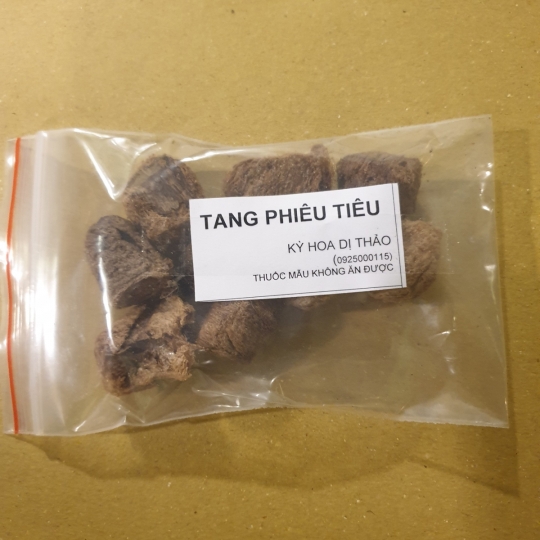 TANG PHIÊU TIÊU
KỲ HOA DỊ THẢO
(0925000115)
THUỐC MẪU KHÔNG ĂN ĐƯỢC